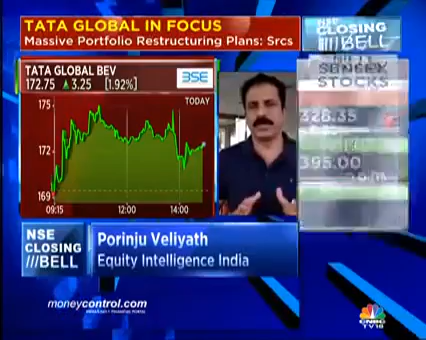 TATA GLOBAL IN FOCUS
Massive Portfolio Restructuring Plans: Srcs
NSE
CLOSING
///BELL
TATA GLOBAL BEV
172.75 ▲ 3.25 [1.92%]
BSE
TODAY
175
172
169
09:15 12:00 14:00
SENSEX
STOCKS
328.35
395.00
NSE
CLOSING
///BELL
Porinju Veliyath
Equity Intelligence India
moneycontrol.com
CNBC
TV18